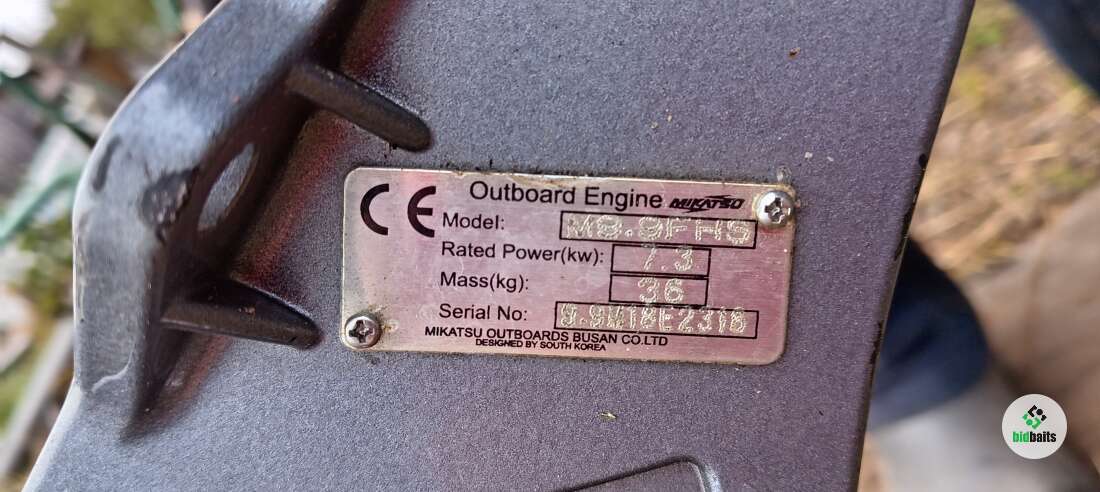 CE Outboard Engine MIKATSU
Model: M9.9FHS
Rated Power(kw): 7.3
Mass(kg): 36
Serial No:
MIKATSU OUTBOARDS BUSAN CO.LTD
DESIGNED BY SOUTH KOREA
bidbaits